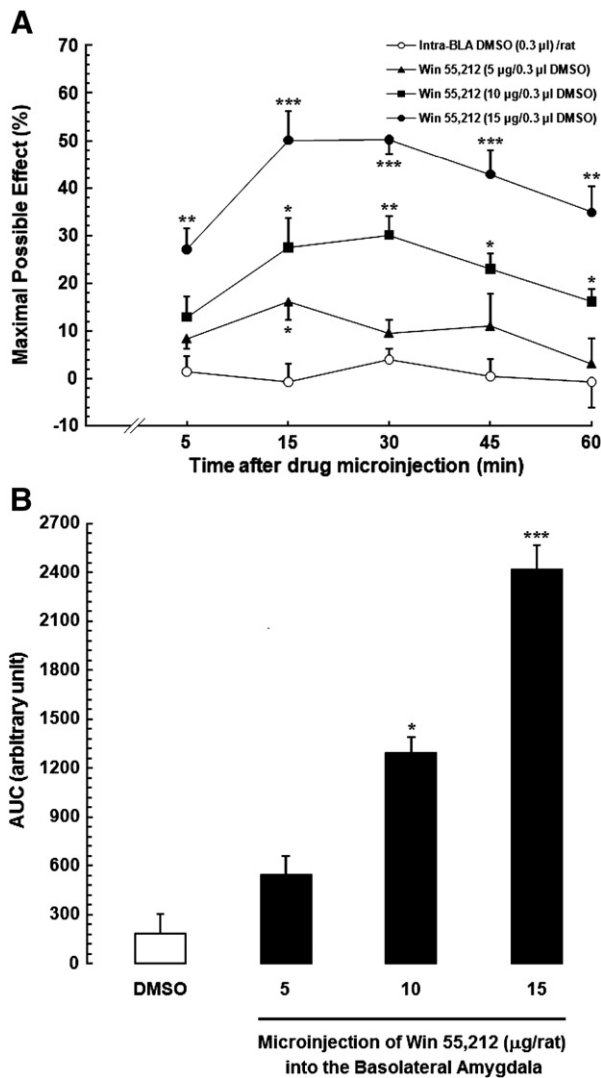 A
70
60
50
40
30
20
10
0
-10
Maximal Possible Effect (%)
Intra-BLA DMSO (0.3 µl) /rat
Win 55,212 (5 µg/0.3 µl DMSO)
Win 55,212 (10 µg/0.3 µl DMSO)
Win 55,212 (15 µg/0.3 µl DMSO)
*** 
***
***
**
**
*
**
*
*
*
5 15 30 45 60
Time after drug microinjection (min)
B
2700
2400
2100
1800
1500
1200
900
600
300
0
AUC (arbitrary unit)
***
*
DMSO 5 10 15
Microinjection of Win 55,212 (µg/rat)
into the Basolateral Amygdala